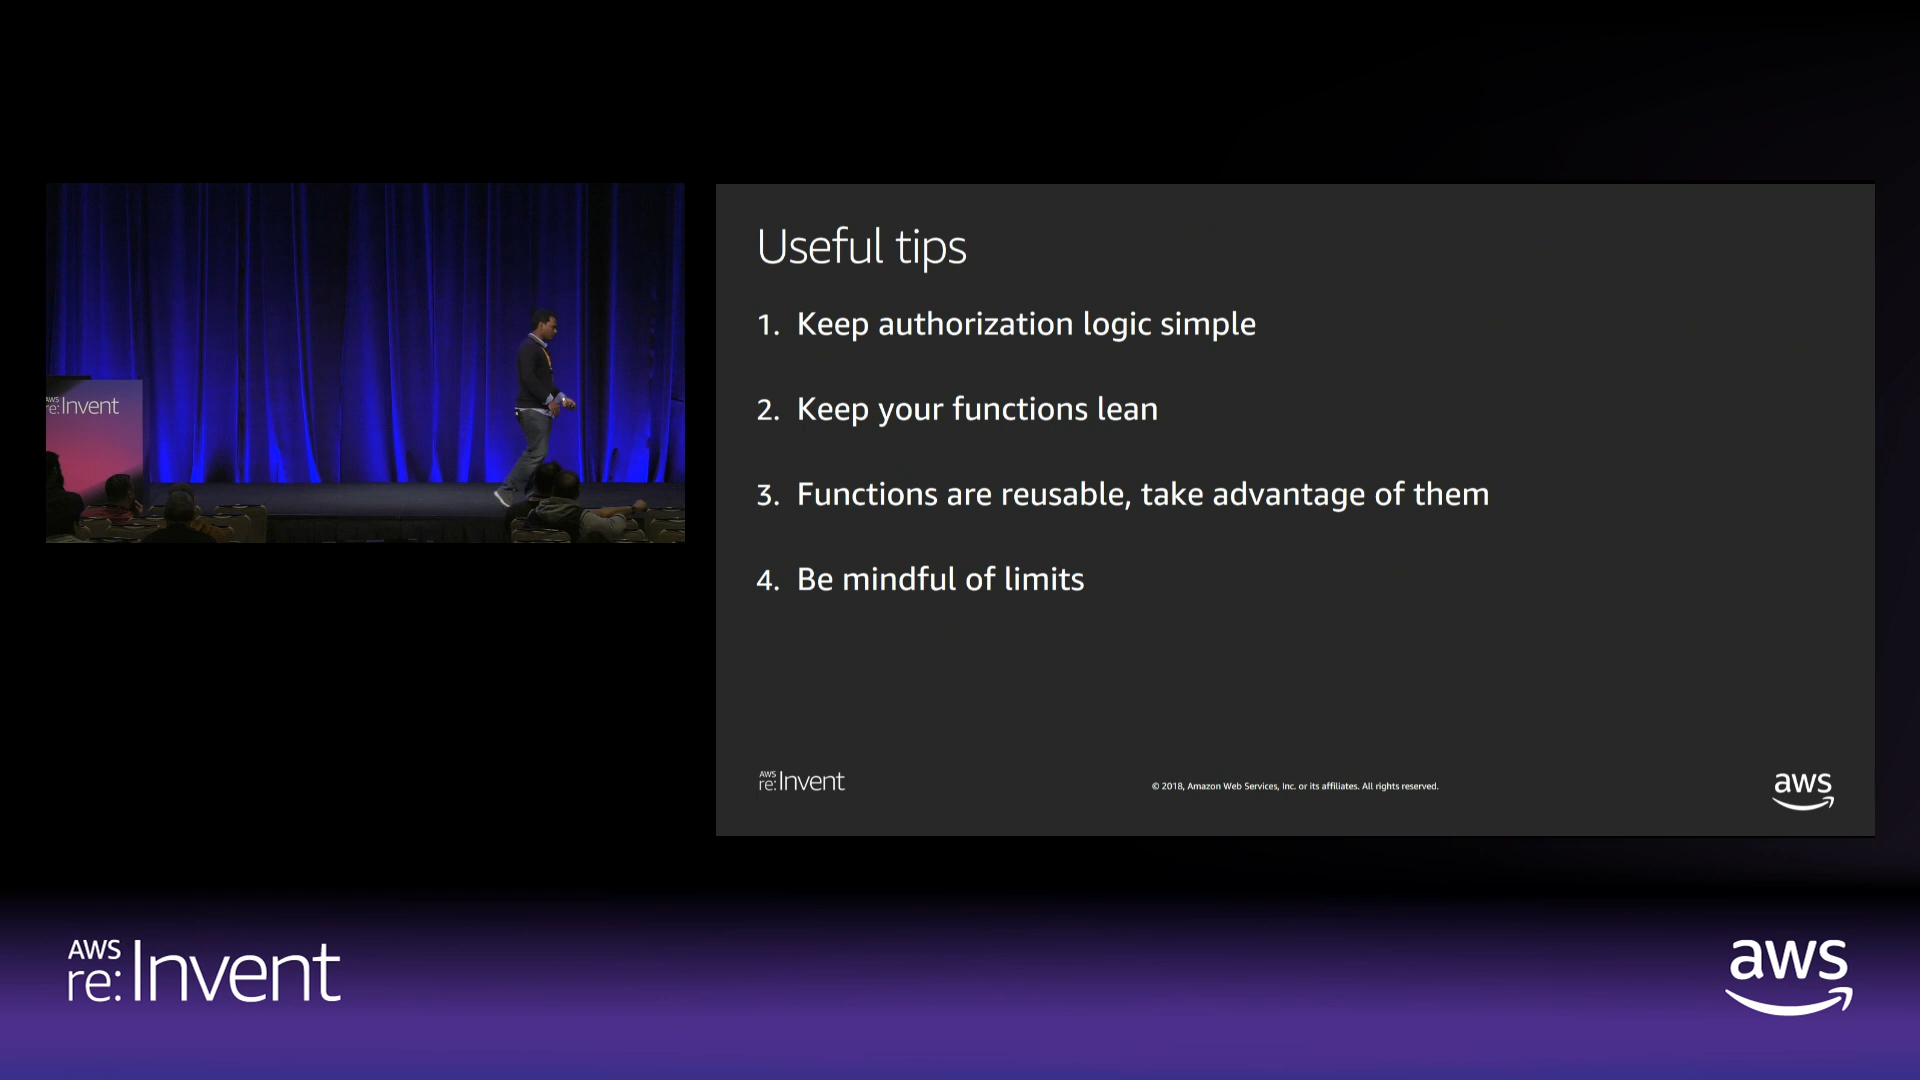 AWS
re:Invent
Useful tips
1. Keep authorization logic simple
2. Keep your functions lean
3. Functions are reusable, take advantage of them
4. Be mindful of limits
AWS
re:Invent
© 2018, Amazon Web Services, Inc. or its affiliates. All rights reserved.
aws
AWS
re:Invent
aws